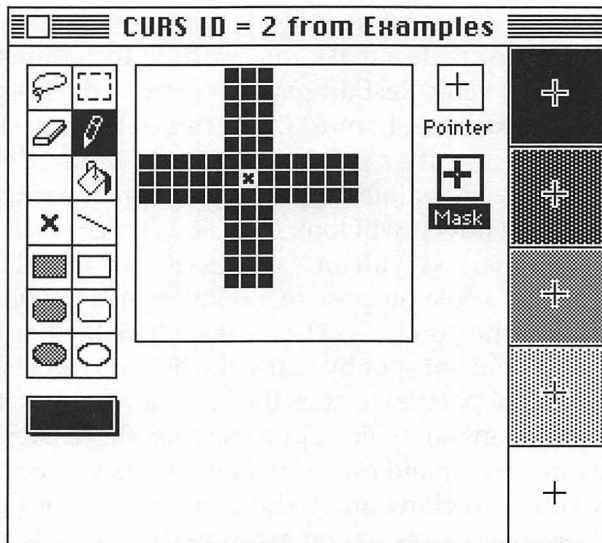 CURS ID = 2 from Examples
Pointer
Mask